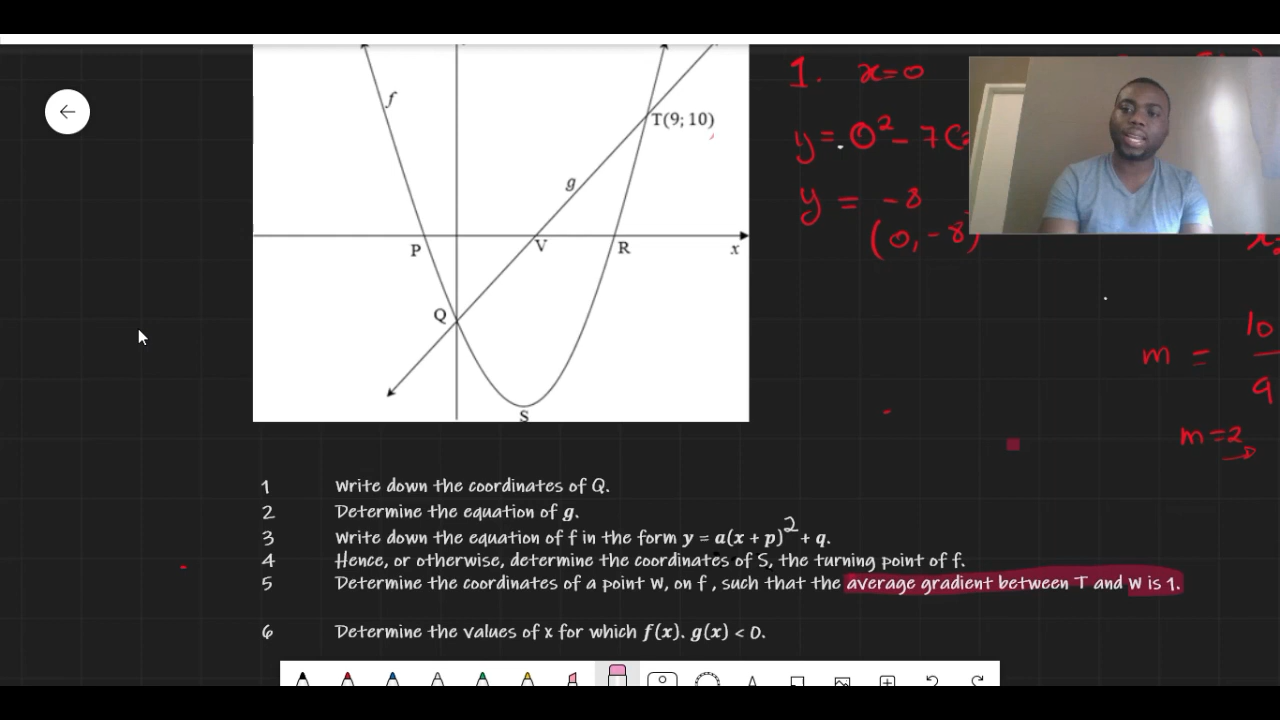 f
T(9; 10)
g
P
V
R
x
Q
S
1. x=0
y = 0² - 7(
y = -8
(0, -8)
m = 10
9
m = 2
1 Write down the coordinates of Q.
2 Determine the equation of g.
3 Write down the equation of f in the form y = a(x + p)² + q.
4 Hence, or otherwise, determine the coordinates of S, the turning point of f.
5 Determine the coordinates of a point W, on f , such that the average gradient between T and W is 1.
6 Determine the values of x for which f(x). g(x) < 0.